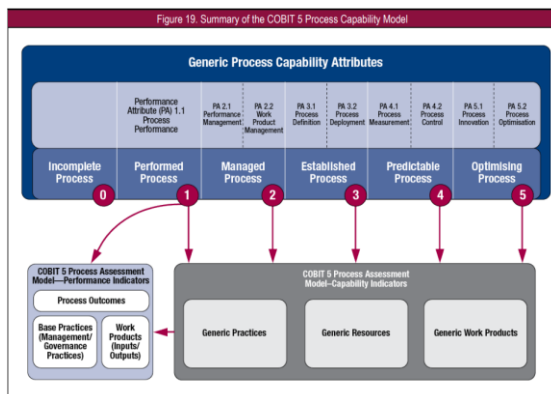 Figure 19. Summary of the COBIT 5 Process Capability Model
Generic Process Capability Attributes
Performance
Attribute (PA) 1.1
Process
Performance
PA 2.1
Performance
Management
PA 2.2
Work
Product
Management
PA 3.1
Process
Definition
PA 3.2
Process
Deployment
PA 4.1
Process
Measurement
PA 4.2
Process
Control
PA 5.1
Process
Innovation
PA 5.2
Process
Optimisation
Incomplete
Process
0
Performed
Process
1
Managed
Process
2
Established
Process
3
Predictable
Process
4
Optimising
Process
5
COBIT 5 Process Assessment
Model—Performance Indicators
Process Outcomes
Base Practices
(Management/
Governance
Practices)
Work
Products
(Inputs/
Outputs)
COBIT 5 Process Assessment
Model–Capability Indicators
Generic Practices
Generic Resources
Generic Work Products